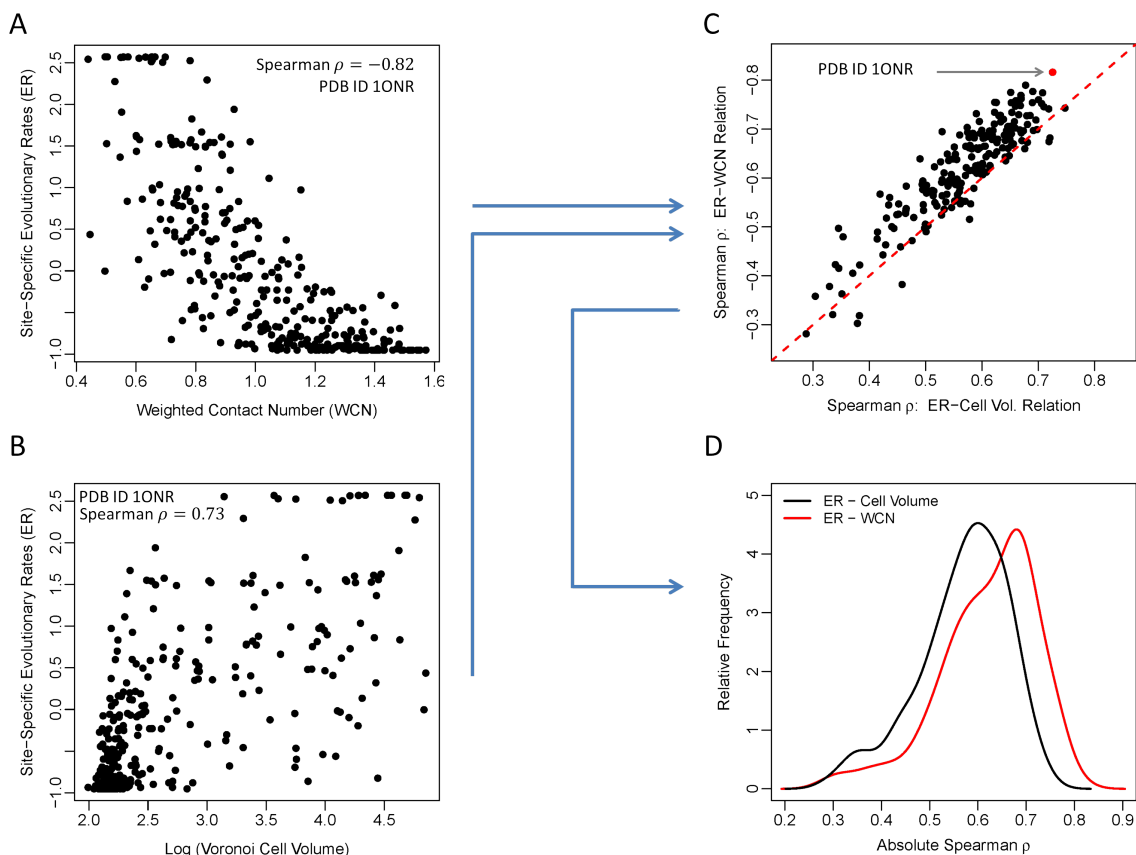 A
Spearman ρ = −0.82
PDB ID 1ONR
Site−Specific Evolutionary Rates (ER)
−1.0
0.0
0.5
1.0
1.5
2.5
0.4
0.6
0.8
1.0
1.2
1.4
1.6
Weighted Contact Number (WCN)
B
PDB ID 1ONR
Spearman ρ = 0.73
Site−Specific Evolutionary Rates (ER)
−1.0
0.0
0.5
1.0
1.5
2.5
2.0
2.5
3.0
3.5
4.0
4.5
Log (Voronoi Cell Volume)
C
PDB ID 1ONR
Spearman ρ: ER−WCN Relation
−0.3
−0.4
−0.5
−0.6
−0.7
−0.8
0.3
0.4
0.5
0.6
0.7
0.8
Spearman ρ: ER−Cell Vol. Relation
D
ER − Cell Volume
ER − WCN
Relative Frequency
0
1
2
3
4
5
0.2
0.3
0.4
0.5
0.6
0.7
0.8
0.9
Absolute Spearman ρ